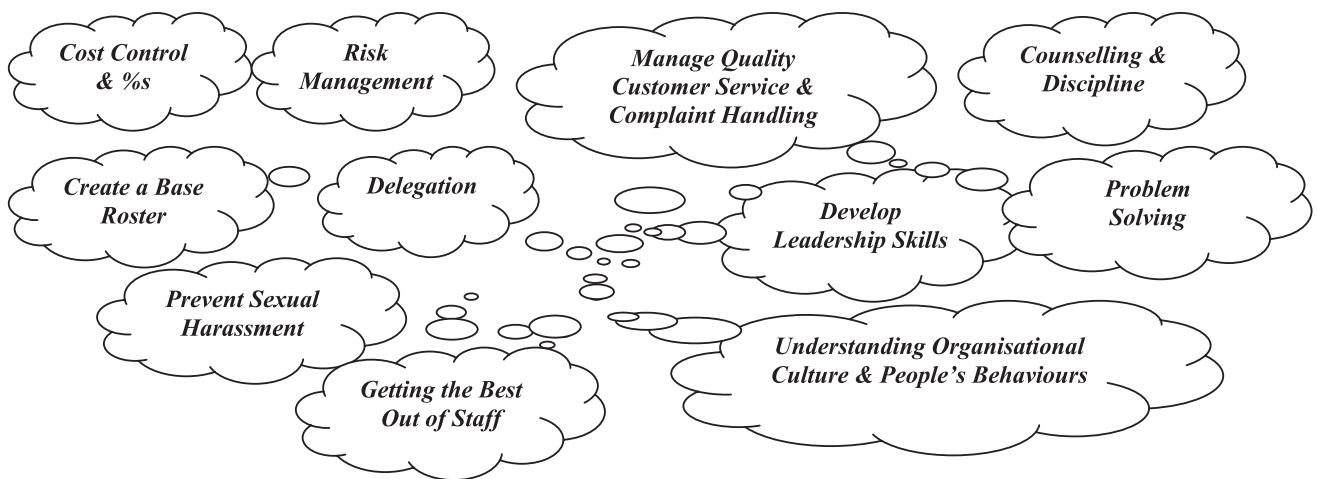 Cost Control
& %s
Risk
Management
Manage Quality
Customer Service &
Complaint Handling
Counselling &
Discipline
Create a Base
Roster
Delegation
Develop
Leadership Skills
Problem
Solving
Prevent Sexual
Harassment
Getting the Best
Out of Staff
Understanding Organisational
Culture & People’s Behaviours